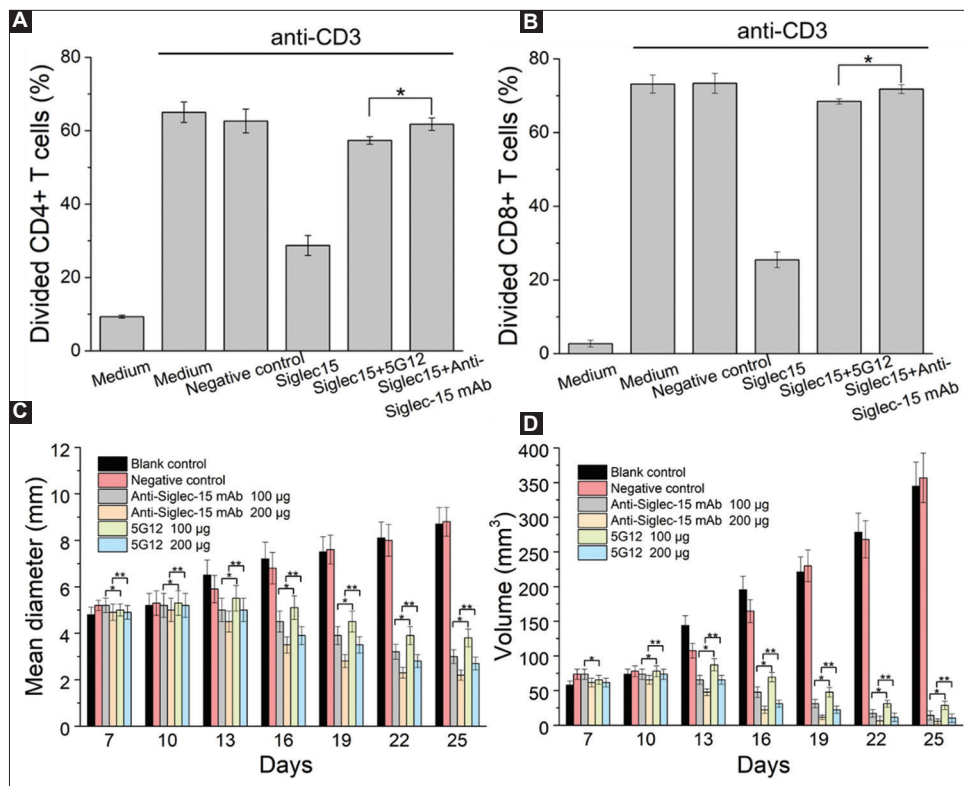 A
anti-CD3
Divided CD4+ T cells (%)
80
60
40
20
0
*
Medium
Medium
Negative control
Siglec15
Siglec15+5G12
Siglec15+Anti-
Siglec-15 mAb
B
anti-CD3
Divided CD8+ T cells (%)
80
60
40
20
0
*
Medium
Medium
Negative control
Siglec15
Siglec15+5G12
Siglec15+Anti-
Siglec-15 mAb
C
Mean diameter (mm)
12
10
8
6
4
2
0
Blank control
Negative control
Anti-Siglec-15 mAb 100 µg
Anti-Siglec-15 mAb 200 µg
5G12 100 µg
5G12 200 µg
* ** * ** * ** * ** * ** * ** * **
7 10 13 16 19 22 25
Days
D
Volume (mm³)
400
350
300
250
200
150
100
50
0
Blank control
Negative control
Anti-Siglec-15 mAb 100 µg
Anti-Siglec-15 mAb 200 µg
5G12 100 µg
5G12 200 µg
* * ** * ** * ** * ** * ** * **
7 10 13 16 19 22 25
Days